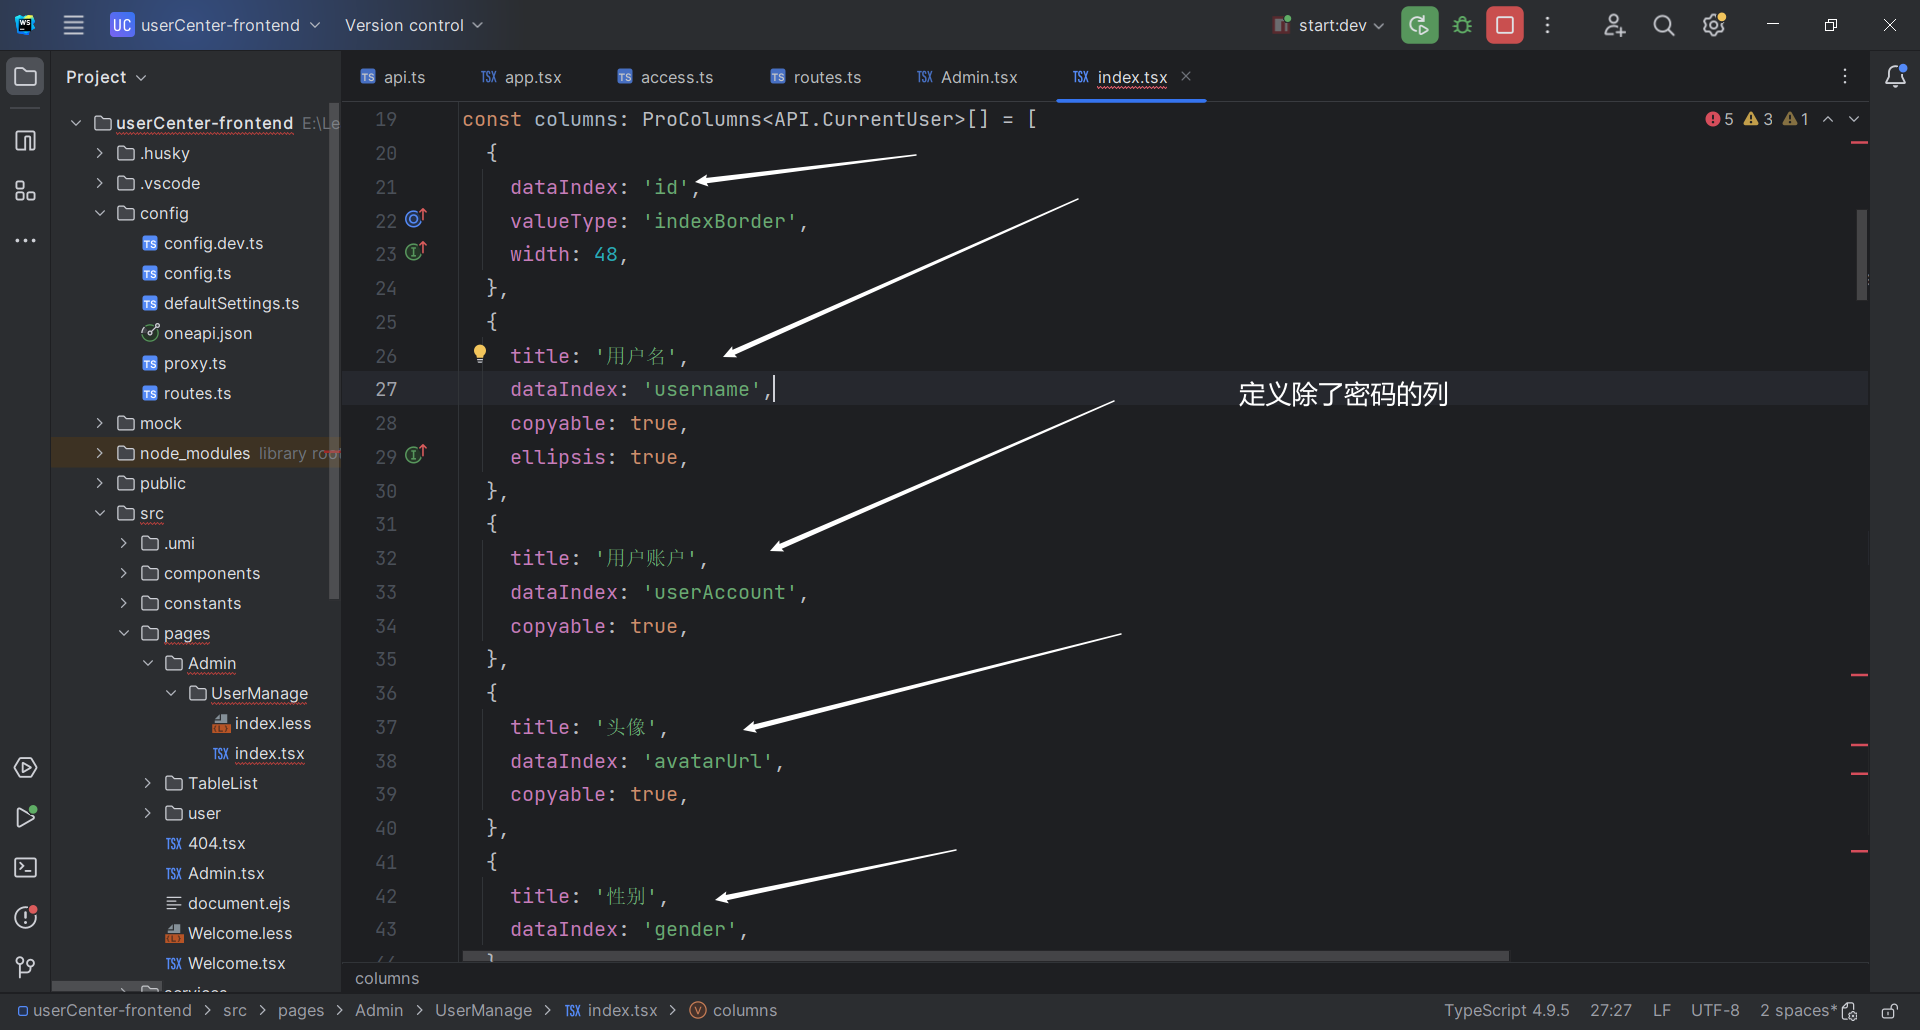 UC userCenter-frontend Version control start:dev
Project
api.ts app.tsx access.ts routes.ts Admin.tsx index.tsx
userCenter-frontend E:\Le
.husky
.vscode
config
config.dev.ts
config.ts
defaultSettings.ts
oneapi.json
proxy.ts
routes.ts
mock
node_modules library roo
public
src
.umi
components
constants
pages
Admin
UserManage
index.less
index.tsx
TableList
user
404.tsx
Admin.tsx
document.ejs
Welcome.less
Welcome.tsx
5 3 1
19 const columns: ProColumns<API.CurrentUser>[] = [
20 {
21 dataIndex: 'id',
22 valueType: 'indexBorder',
23 width: 48,
24 },
25 {
26 title: '用户名',
27 dataIndex: 'username',
定义除了密码的列
28 copyable: true,
29 ellipsis: true,
30 },
31 {
32 title: '用户账户',
33 dataIndex: 'userAccount',
34 copyable: true,
35 },
36 {
37 title: '头像',
38 dataIndex: 'avatarUrl',
39 copyable: true,
40 },
41 {
42 title: '性别',
43 dataIndex: 'gender',
columns
userCenter-frontend > src > pages > Admin > UserManage > index.tsx > columns
TypeScript 4.9.5 27:27 LF UTF-8 2 spaces*